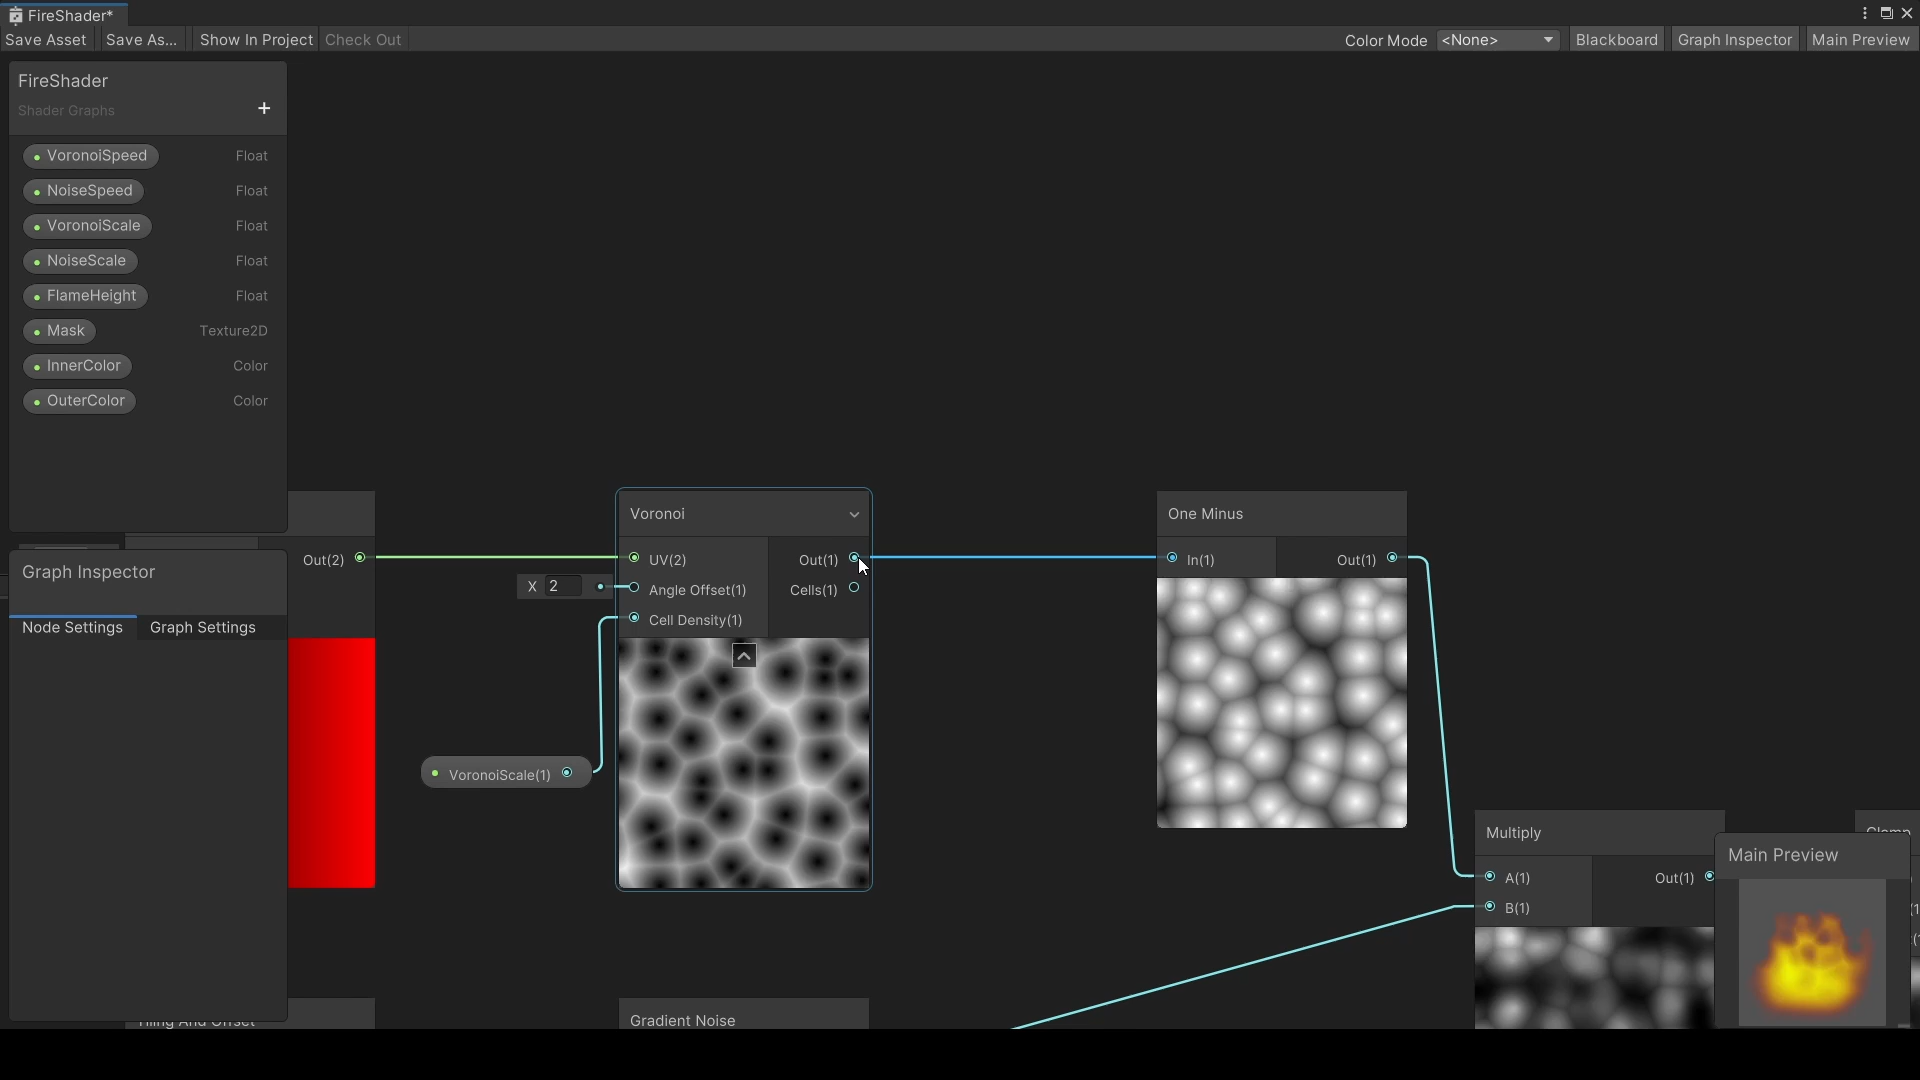 FireShader*
Save Asset
Save As...
Show In Project
Check Out
Color Mode
<None>
Blackboard
Graph Inspector
Main Preview
FireShader
Shader Graphs
+
VoronoiSpeed Float
NoiseSpeed Float
VoronoiScale Float
NoiseScale Float
FlameHeight Float
Mask Texture2D
InnerColor Color
OuterColor Color
Graph Inspector
Node Settings
Graph Settings
Out(2)
Voronoi
UV(2)
Out(1)
X 2
Angle Offset(1)
Cells(1)
Cell Density(1)
VoronoiScale(1)
One Minus
In(1)
Out(1)
Multiply
A(1)
Out(1)
B(1)
Clamp
Main Preview
Tiling And Offset
Gradient Noise